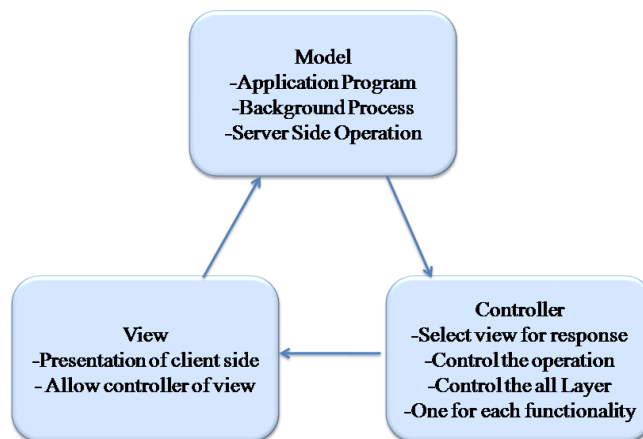 Model
-Application Program
-Background Process
-Server Side Operation
View
-Presentation of client side
- Allow controller of view
Controller
-Select view for response
-Control the operation
-Control the all Layer
-One for each functionality